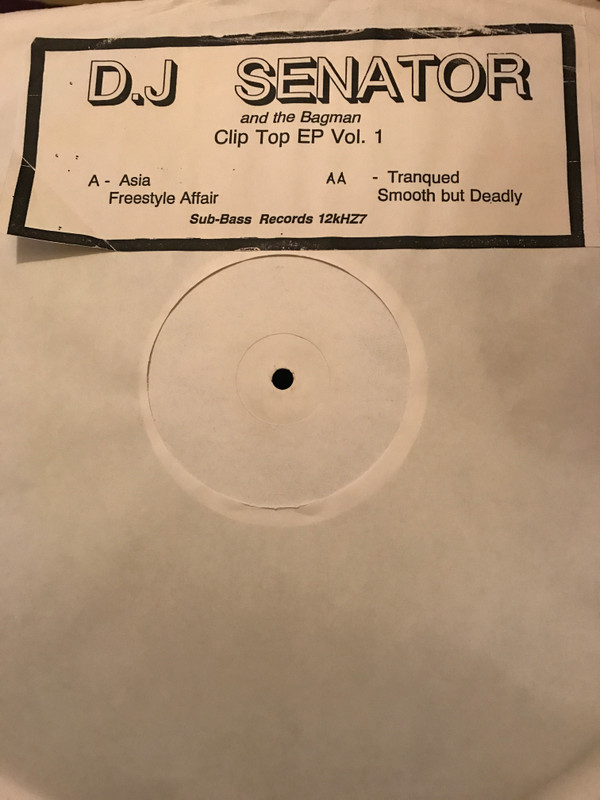 D.J SENATOR
and the Bagman
Clip Top EP Vol. 1
A - Asia
Freestyle Affair
AA - Tranqued
Smooth but Deadly
Sub-Bass Records 12kHZ7